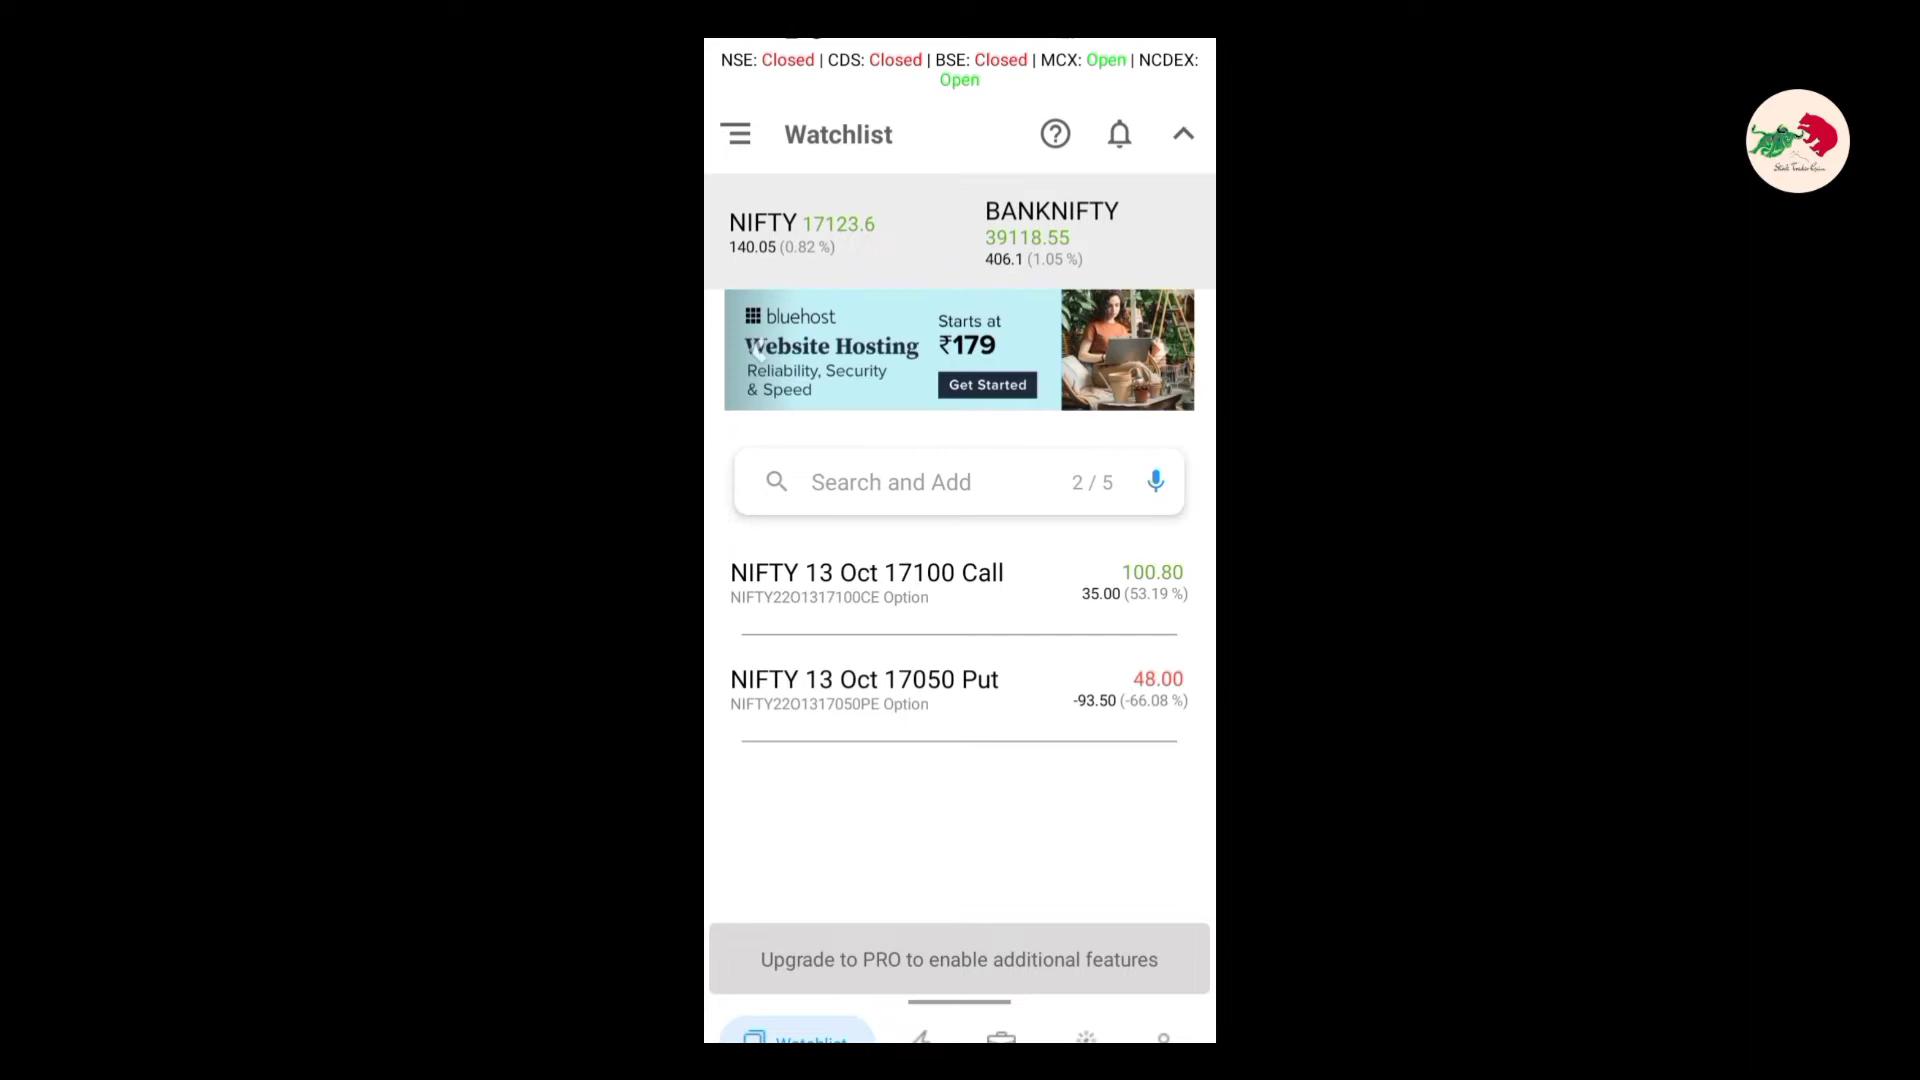 NSE: Closed | CDS: Closed | BSE: Closed | MCX: Open | NCDEX:
Open
Watchlist
NIFTY 17123.6
140.05 (0.82 %)
BANKNIFTY
39118.55
406.1 (1.05 %)
bluehost
Website Hosting
Reliability, Security
& Speed
Starts at
₹179
Get Started
Search and Add 2 / 5
NIFTY 13 Oct 17100 Call 100.80
NIFTY22O1317100CE Option 35.00 (53.19 %)
NIFTY 13 Oct 17050 Put 48.00
NIFTY22O1317050PE Option -93.50 (-66.08 %)
Upgrade to PRO to enable additional features
Watchlist